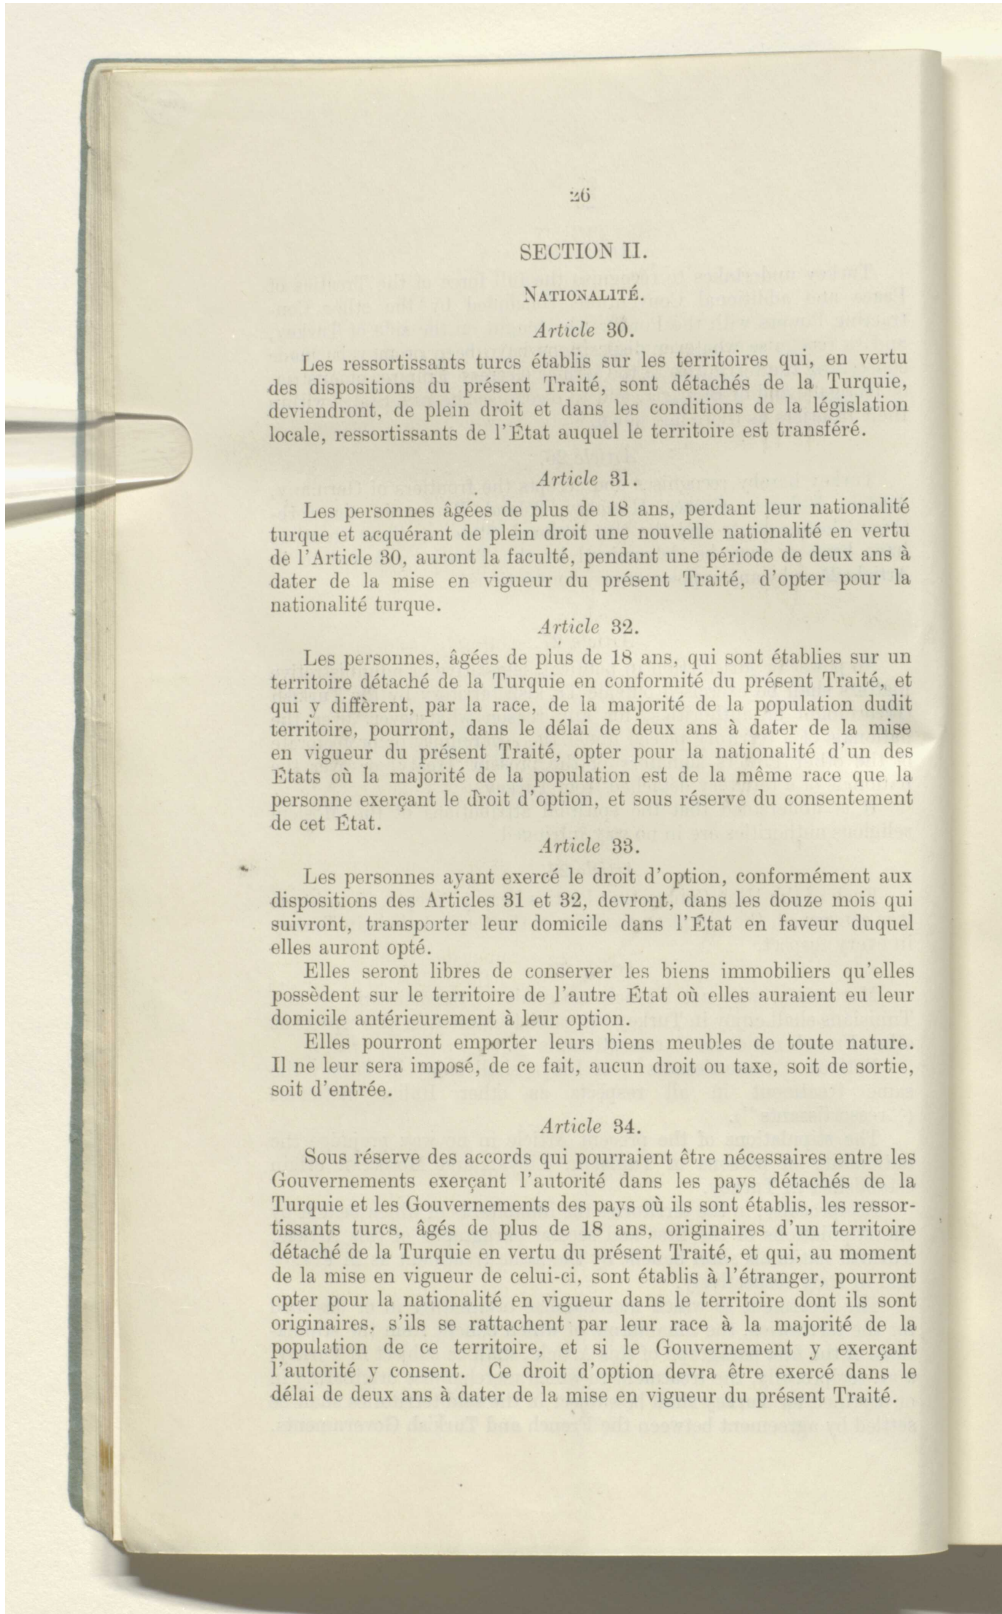 26
SECTION II.
NATIONALITÉ.
Article 30.
Les ressortissants turcs établis sur les territoires qui, en vertu
des dispositions du présent Traité, sont détachés de la Turquie,
deviendront, de plein droit et dans les conditions de la législation
locale, ressortissants de l'État auquel le territoire est transféré.
Article 31.
Les personnes âgées de plus de 18 ans, perdant leur nationalité
turque et acquérant de plein droit une nouvelle nationalité en vertu
de l'Article 30, auront la faculté, pendant une période de deux ans à
dater de la mise en vigueur du présent Traité, d'opter pour la
nationalité turque.
Article 32.
Les personnes, âgées de plus de 18 ans, qui sont établies sur un
territoire détaché de la Turquie en conformité du présent Traité, et
qui y diffèrent, par la race, de la majorité de la population dudit
territoire, pourront, dans le délai de deux ans à dater de la mise
en vigueur du présent Traité, opter pour la nationalité d'un des
États où la majorité de la population est de la même race que la
personne exerçant le droit d'option, et sous réserve du consentement
de cet État.
Article 33.
Les personnes ayant exercé le droit d'option, conformément aux
dispositions des Articles 31 et 32, devront, dans les douze mois qui
suivront, transporter leur domicile dans l'État en faveur duquel
elles auront opté.
Elles seront libres de conserver les biens immobiliers qu'elles
possèdent sur le territoire de l'autre État où elles auraient eu leur
domicile antérieurement à leur option.
Elles pourront emporter leurs biens meubles de toute nature.
Il ne leur sera imposé, de ce fait, aucun droit ou taxe, soit de sortie,
soit d'entrée.
Article 34.
Sous réserve des accords qui pourraient être nécessaires entre les
Gouvernements exerçant l'autorité dans les pays détachés de la
Turquie et les Gouvernements des pays où ils sont établis, les ressor-
tissants turcs, âgés de plus de 18 ans, originaires d'un territoire
détaché de la Turquie en vertu du présent Traité, et qui, au moment
de la mise en vigueur de celui-ci, sont établis à l'étranger, pourront
opter pour la nationalité en vigueur dans le territoire dont ils sont
originaires, s'ils se rattachent par leur race à la majorité de la
population de ce territoire, et si le Gouvernement y exerçant
l'autorité y consent. Ce droit d'option devra être exercé dans le
délai de deux ans à dater de la mise en vigueur du présent Traité.